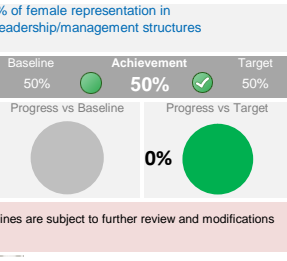 % of female representation in
eadership/management structures
Baseline Achievement Target
50% 50% 50%
Progress vs Baseline Progress vs Target
0%
ines are subject to further review and modifications